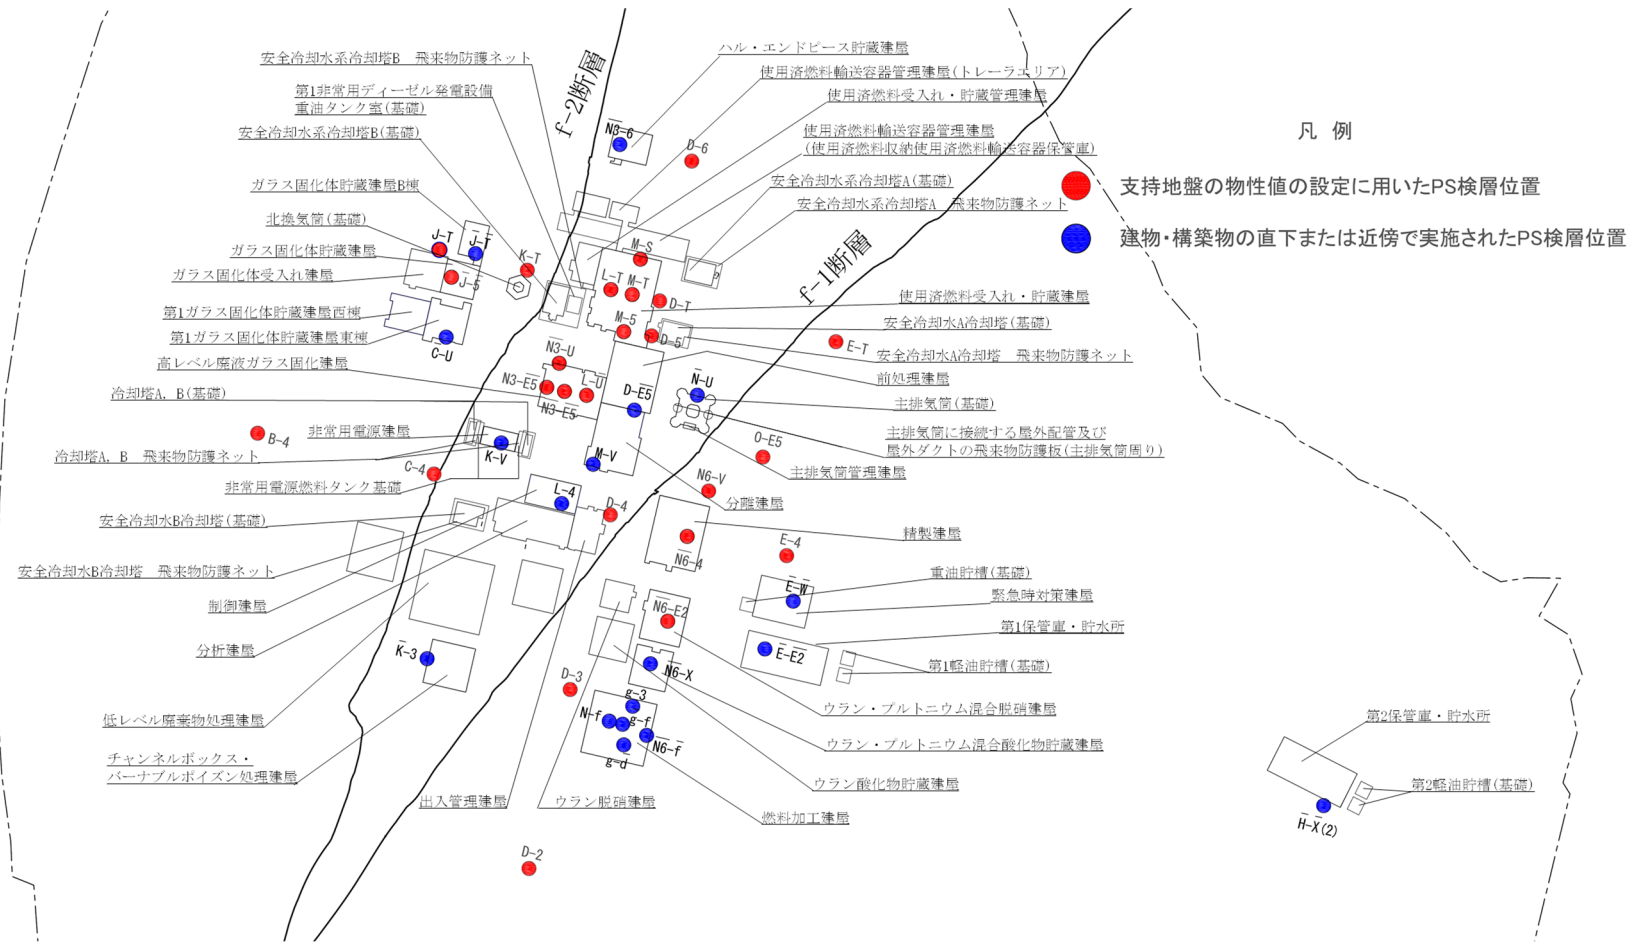 安全冷却水系冷却塔B　飛来物防護ネット
第1非常用ディーゼル発電設備
重油タンク室(基礎)
安全冷却水系冷却塔B(基礎)
ガラス固化体貯蔵建屋B棟
北換気筒(基礎)
ガラス固化体貯蔵建屋
ガラス固化体受入れ建屋
第1ガラス固化体貯蔵建屋西棟
第1ガラス固化体貯蔵建屋東棟
高レベル廃液ガラス固化建屋
冷却塔A, B(基礎)
非常用電源建屋
冷却塔A, B　飛来物防護ネット
非常用電源燃料タンク基礎
安全冷却水B冷却塔(基礎)
安全冷却水B冷却塔　飛来物防護ネット
制御建屋
分析建屋
低レベル廃棄物処理建屋
チャンネルボックス・
バーナブルポイズン処理建屋
出入管理建屋
ウラン脱硝建屋
f-2断層
f-1断層
ハル・エンドピース貯蔵建屋
使用済燃料輸送容器管理建屋(トレーラエリア)
使用済燃料受入れ・貯蔵管理建屋
使用済燃料輸送容器管理建屋
(使用済燃料収納使用済燃料輸送容器保管庫)
安全冷却水系冷却塔A(基礎)
安全冷却水系冷却塔A　飛来物防護ネット
使用済燃料受入れ・貯蔵建屋
安全冷却水A冷却塔(基礎)
安全冷却水A冷却塔　飛来物防護ネット
前処理建屋
主排気筒(基礎)
主排気筒に接続する屋外配管及び
屋外ダクトの飛来物防護板(主排気筒周り)
主排気筒管理建屋
分離建屋
精製建屋
重油貯槽(基礎)
緊急時対策建屋
第1保管庫・貯水所
第1軽油貯槽(基礎)
ウラン・プルトニウム混合脱硝建屋
ウラン・プルトニウム混合酸化物貯蔵建屋
ウラン酸化物貯蔵建屋
燃料加工建屋
第2保管庫・貯水所
第2軽油貯槽(基礎)
凡 例
支持地盤の物性値の設定に用いたPS検層位置
建物・構築物の直下または近傍で実施されたPS検層位置
N̅3-6
D-6
J-T
J̅-T̅
J̅-5
K-T
M-S
L-T
M-T
D-T
M-5
D-5
E-T
C̅-U
N3-U
N3-E̅5̅
N̅3-E̅5̅
L-U̅
D-E̅5̅
N̅-U
B-4
K-V
C-4
M-V
L-4
D-4
O-E5
N6-V
N̅6-4
E-4
E̅-W̅
N̅6-E2
E-E̅2̅
K̅-3
N̅6-X̅
D-3
g-3
N-f
g-f
N̅6-f̅
g-d
D-2
H̅-X̅(2)